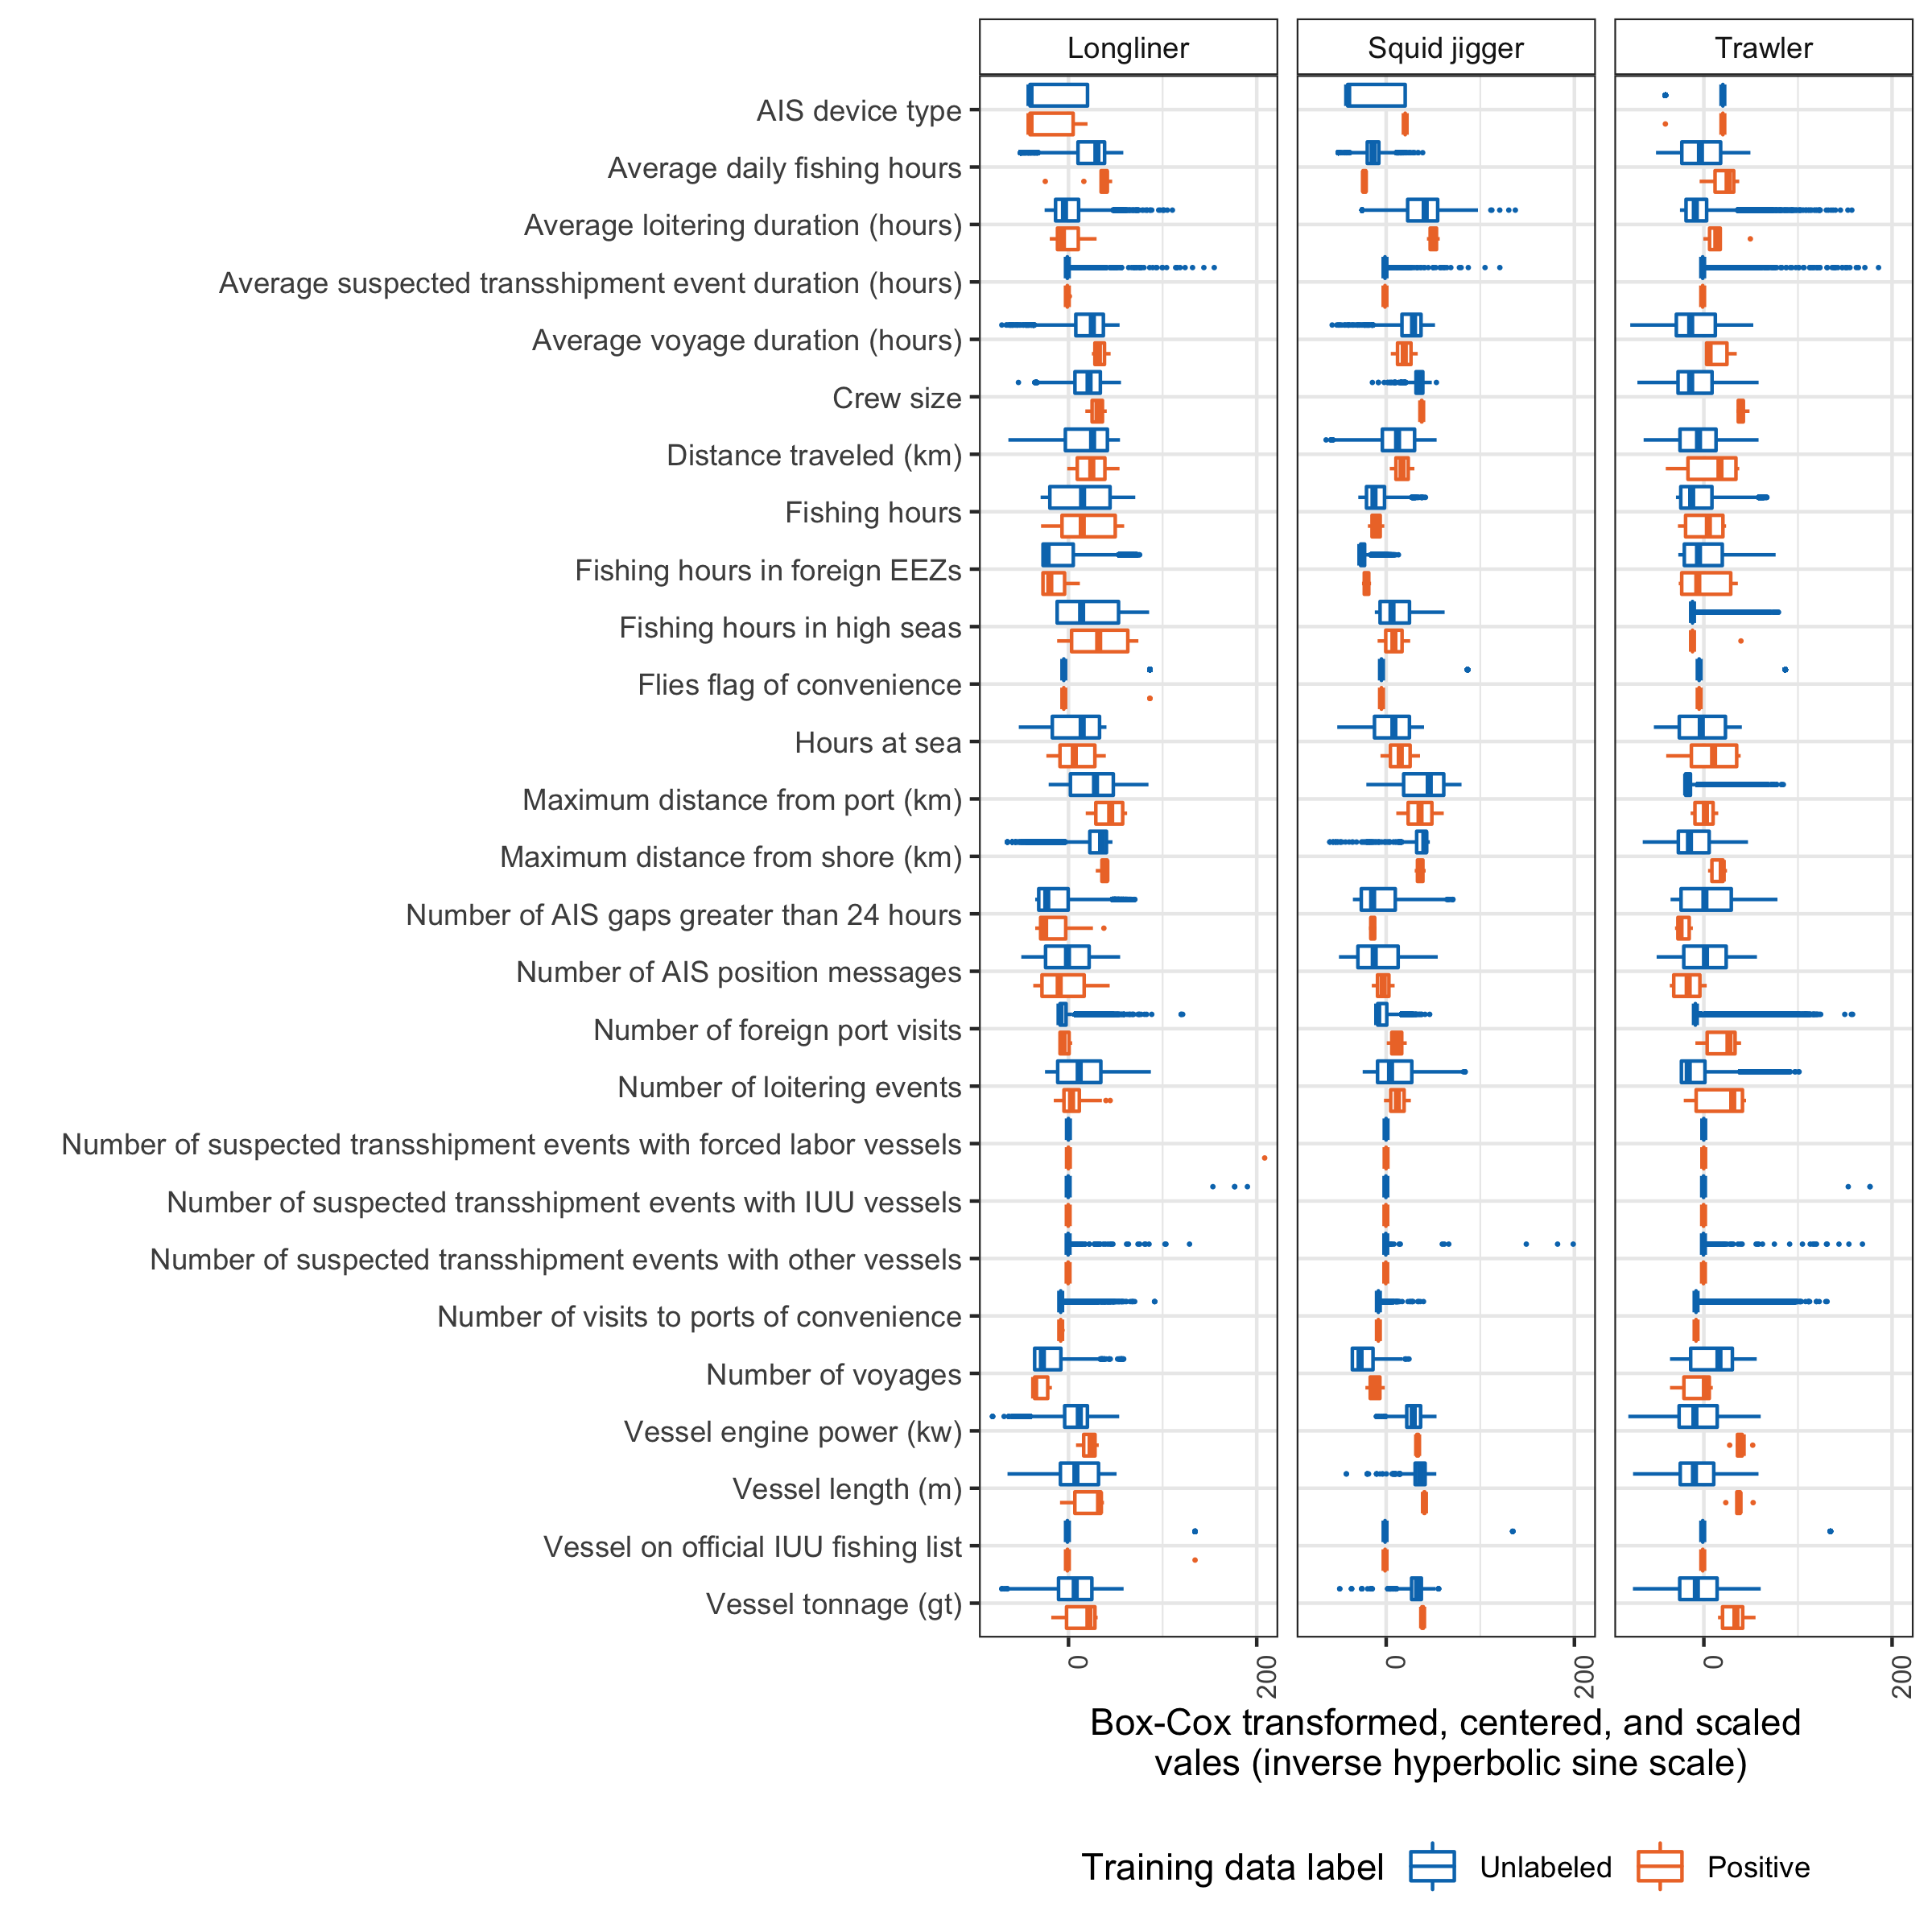 Longliner
Squid jigger
Trawler
AIS device type
Average daily fishing hours
Average loitering duration (hours)
Average suspected transshipment event duration (hours)
Average voyage duration (hours)
Crew size
Distance traveled (km)
Fishing hours
Fishing hours in foreign EEZs
Fishing hours in high seas
Flies flag of convenience
Hours at sea
Maximum distance from port (km)
Maximum distance from shore (km)
Number of AIS gaps greater than 24 hours
Number of AIS position messages
Number of foreign port visits
Number of loitering events
Number of suspected transshipment events with forced labor vessels
Number of suspected transshipment events with IUU vessels
Number of suspected transshipment events with other vessels
Number of visits to ports of convenience
Number of voyages
Vessel engine power (kw)
Vessel length (m)
Vessel on official IUU fishing list
Vessel tonnage (gt)
0
200
0
200
0
200
Box-Cox transformed, centered, and scaled
vales (inverse hyperbolic sine scale)
Training data label
Unlabeled
Positive